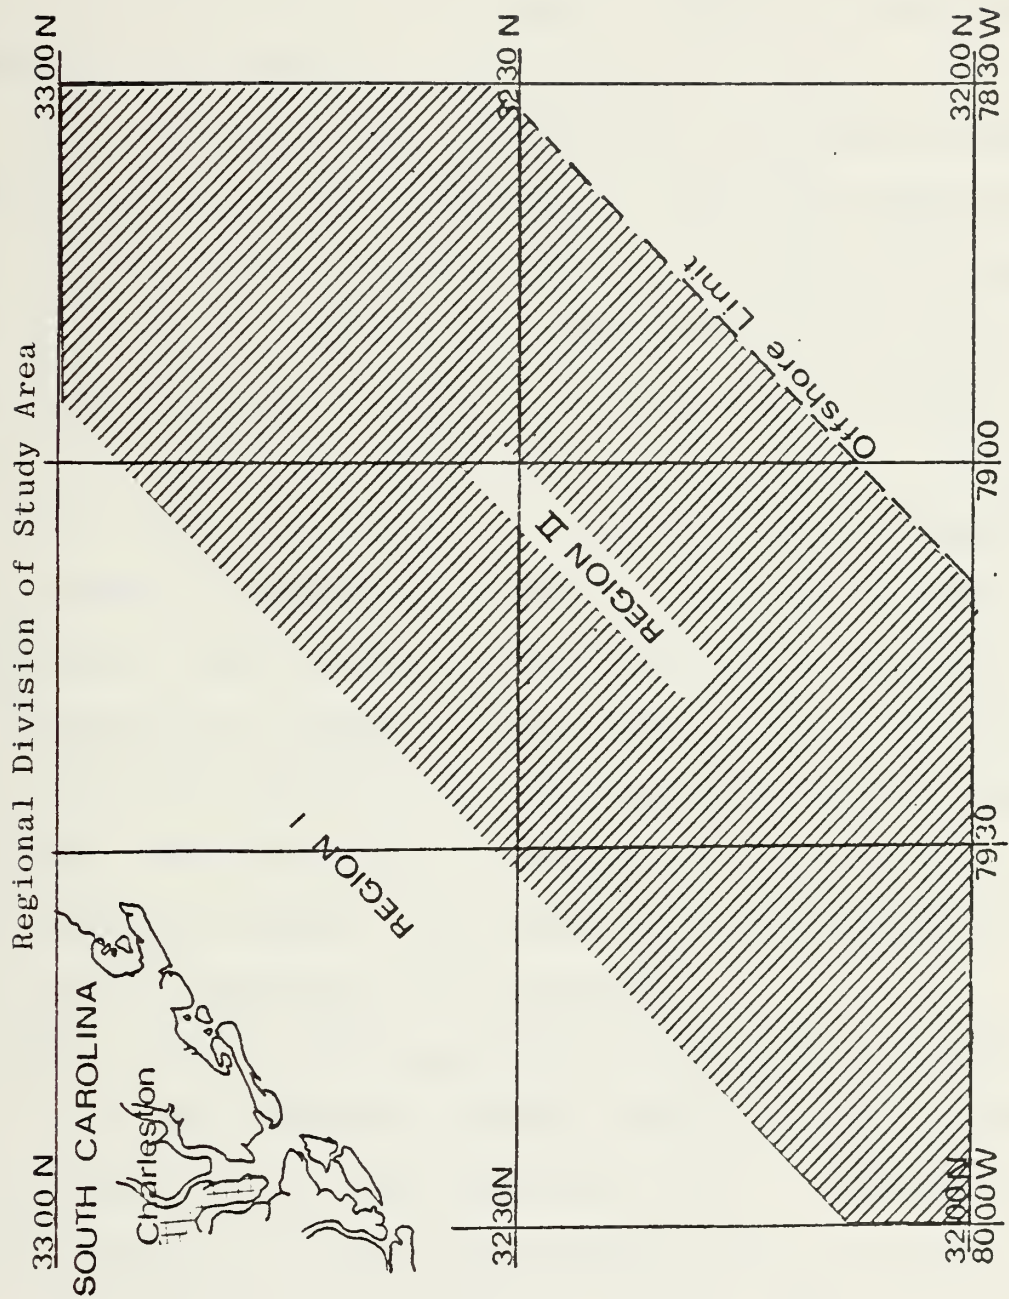 Regional Division of Study Area
33 00 N
33 00 N
SOUTH CAROLINA
Charleston
REGION I
32 30N
32 30 N
REGION II
Offshore Limit
32 00 N
32 00 N
80 00 W
79 30
79 00
78 30 W